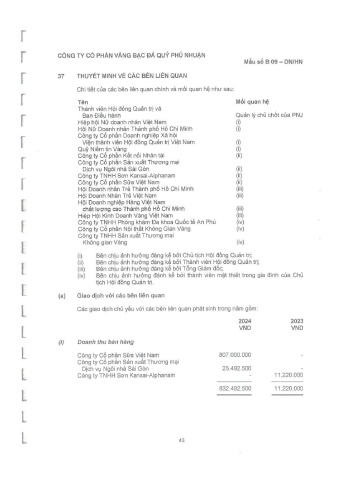 CÔNG TY CỔ PHẦN VÀNG BẠC ĐÁ QUÝ PHÚ NHUẬN
Mẫu số B 09 – DN/HN
37 THUYẾT MINH VỀ CÁC BÊN LIÊN QUAN
Chi tiết của các bên liên quan chính và mối quan hệ như sau:
Tên Mối quan hệ
Thành viên Hội đồng Quản trị và
Ban Điều hành Quản lý chủ chốt của PNJ
Hiệp hội Nữ doanh nhân Việt Nam (i)
Hội Nữ Doanh nhân Thành phố Hồ Chí Minh (i)
Công ty Cổ phần Doanh nghiệp Xã hội
Viện thành viên Hội đồng Quản trị Việt Nam (i)
Quỹ Niềm tin Vàng (i)
Công ty Cổ phần Kết nối Nhân tài (ii)
Công ty Cổ phần Sản xuất Thương mại
Dịch vụ Ngôi nhà Sài Gòn (ii)
Công ty TNHH Sơn Kansai-Alphanam (ii)
Công ty Cổ phần Sữa Việt Nam (ii)
Hội Doanh nhân Trẻ Thành phố Hồ Chí Minh (iii)
Hội Doanh Nhân Trẻ Việt Nam (iii)
Hội Doanh nghiệp Hàng Việt Nam
chất lượng cao Thành phố Hồ Chí Minh (iii)
Hiệp Hội Kinh Doanh Vàng Việt Nam (iii)
Công ty TNHH Phòng khám Đa khoa Quốc tế An Phú (iv)
Công ty Cổ phần Nội thất Không Gian Vàng (iv)
Công ty TNHH Sản xuất Thương mại
Không gian Vàng (iv)
(i) Bên chịu ảnh hưởng đáng kể bởi Chủ tịch Hội đồng Quản trị;
(ii) Bên chịu ảnh hưởng đáng kể bởi Thành viên Hội đồng Quản trị;
(iii) Bên chịu ảnh hưởng đáng kể bởi Tổng Giám đốc;
(iv) Bên chịu ảnh hưởng đánh kể bởi thành viên mật thiết trong gia đình của Chủ
tịch Hội đồng Quản trị.
(a) Giao dịch với các bên liên quan
Các giao dịch chủ yếu với các bên liên quan phát sinh trong năm gồm:
2024 2023
VND VND
(i) Doanh thu bán hàng
Công ty Cổ phần Sữa Việt Nam 807.000.000 -
Công ty Cổ phần Sản xuất Thương mại
Dịch vụ Ngôi nhà Sài Gòn 25.492.500 -
Công ty TNHH Sơn Kansai-Alphanam - 11.220.000
832.492.500 11.220.000
43